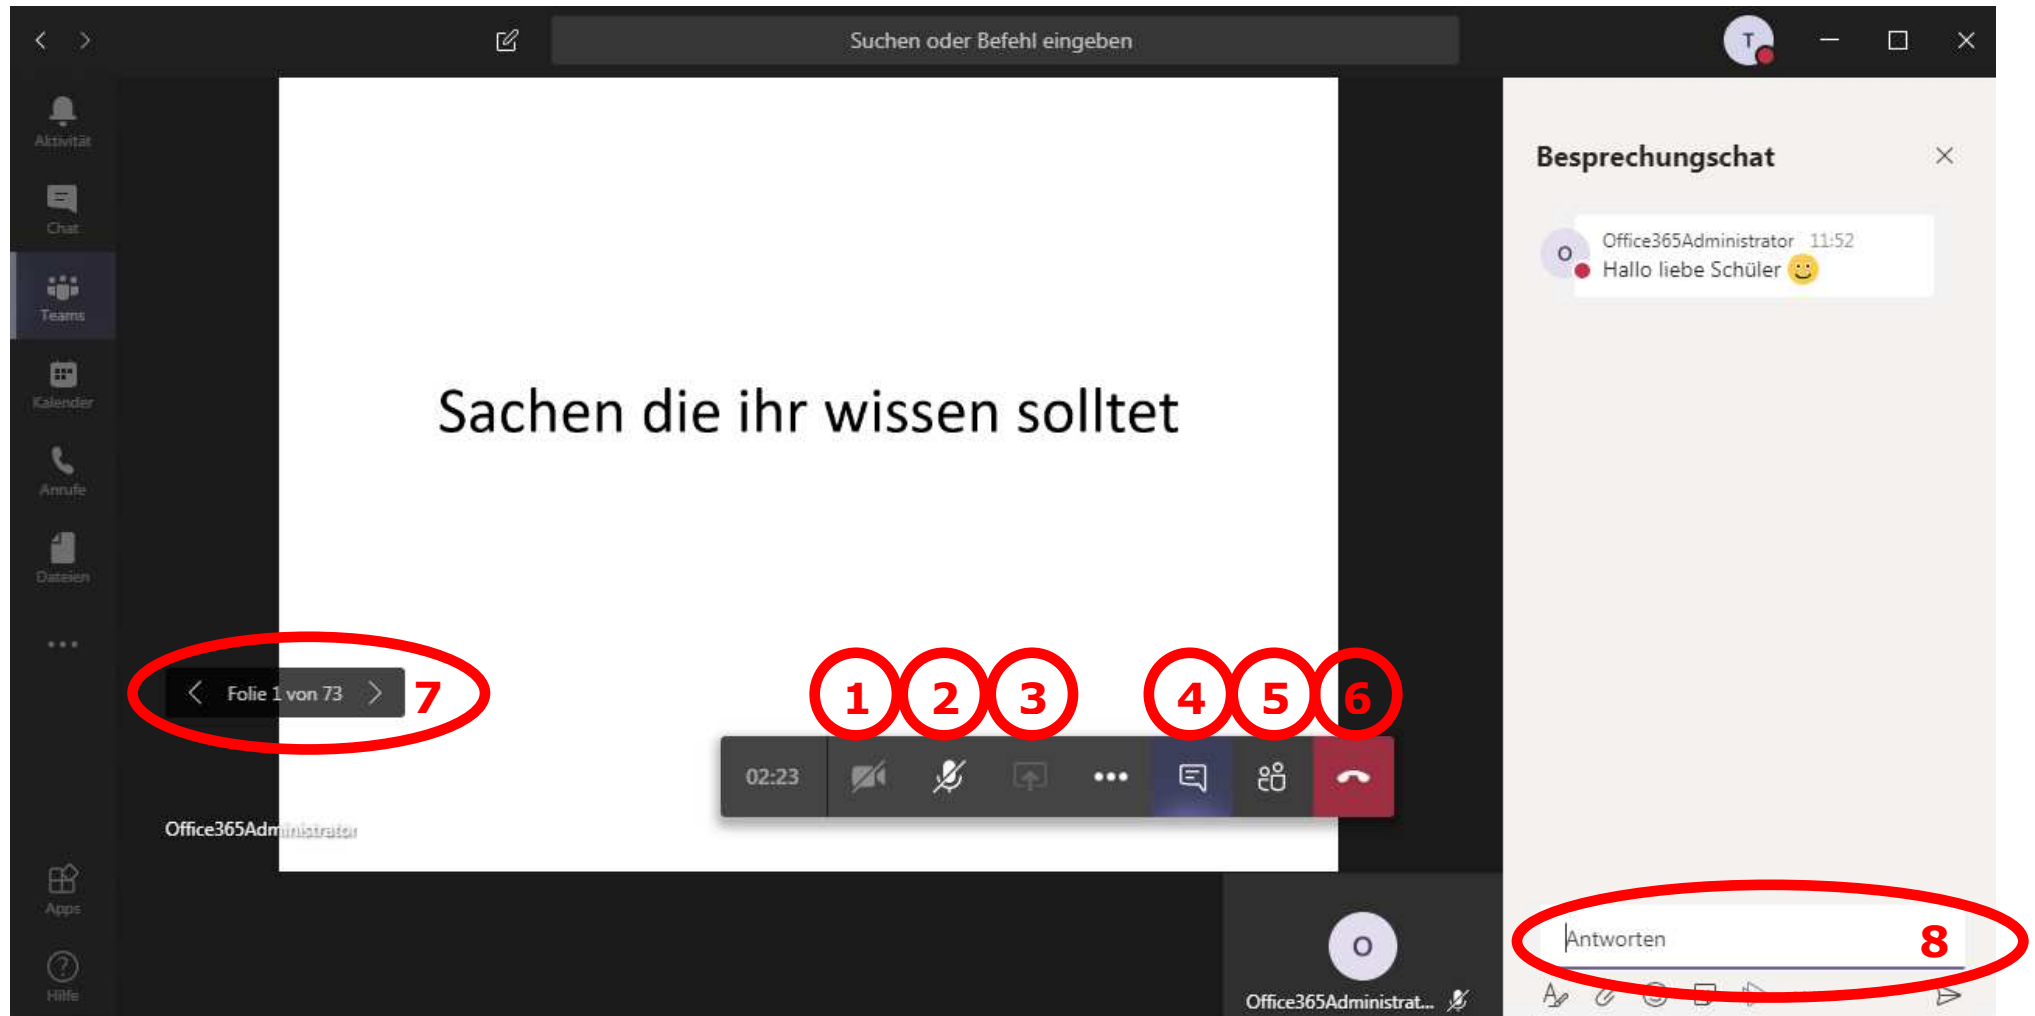 Suchen oder Befehl eingeben
T
Aktivität
Chat
Teams
Kalender
Anrufe
Dateien
Apps
Hilfe
Sachen die ihr wissen solltet
Folie 1 von 73
7
1
2
3
4
5
6
02:23
Office365Administrator
O
Office365Administrat...
Besprechungschat
O
Office365Administrator 11:52
Hallo liebe Schüler
Antworten
8